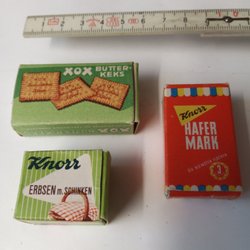 XOX BUTTER-
KEKS
Knorr
HAFER
MARK
Knorr
ERBSEN m. SCHINKEN